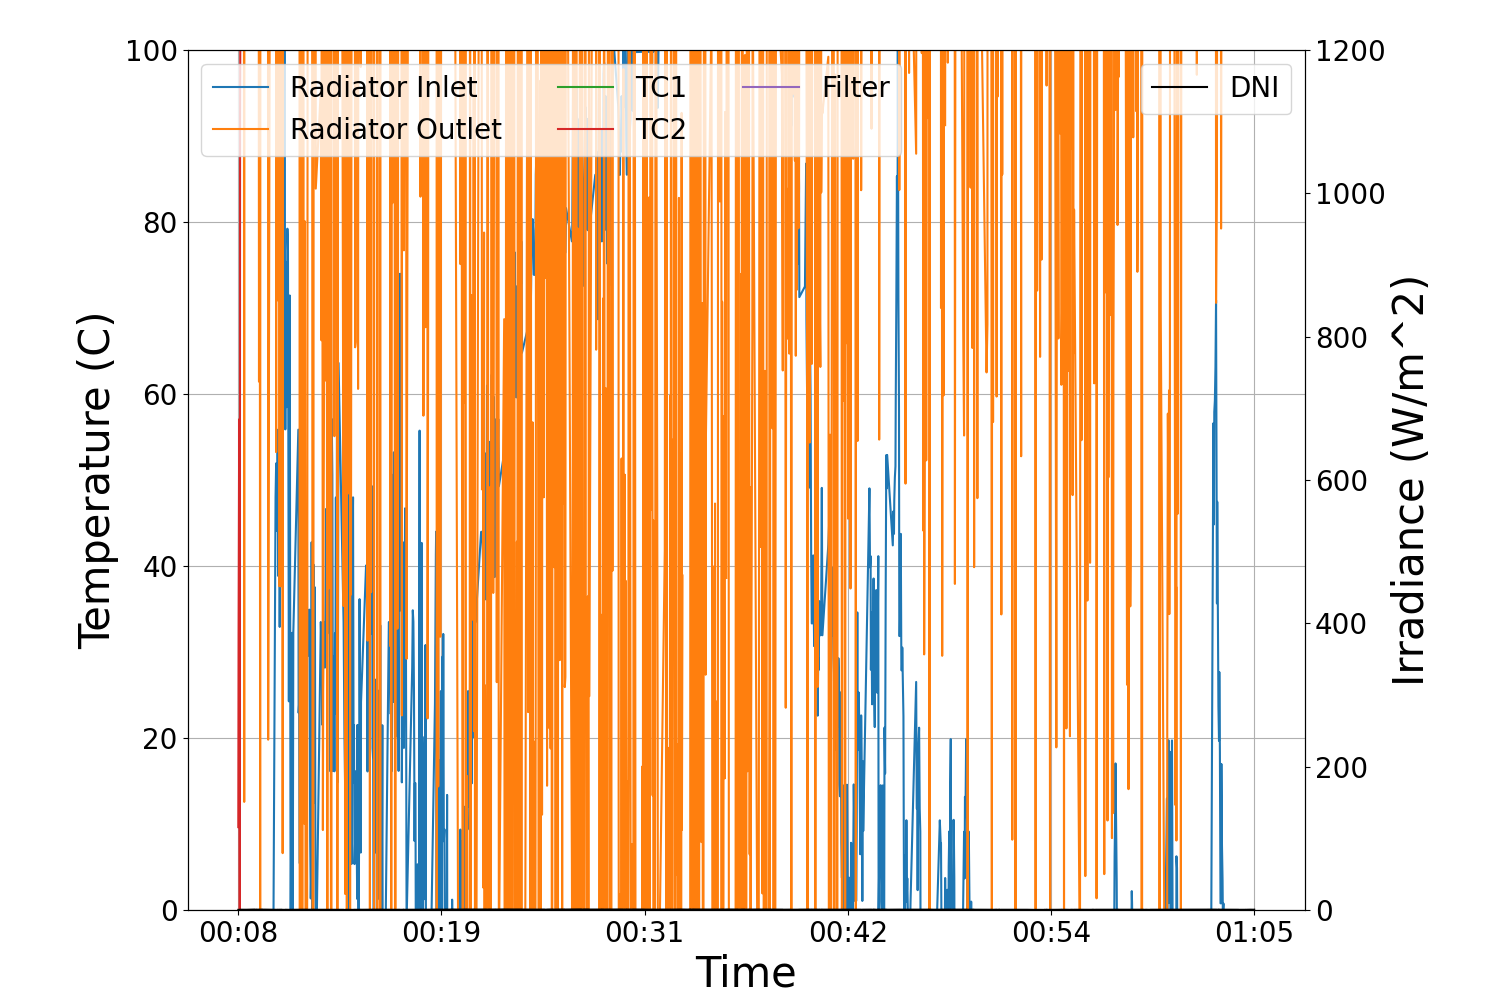 100
80
60
40
20
0
Temperature (C)
Radiator Inlet
Radiator Outlet
TC1
TC2
Filter
DNI
1200
1000
800
600
400
200
0
Irradiance (W/m^2)
00:08 00:19 00:31 00:42 00:54 01:05
Time